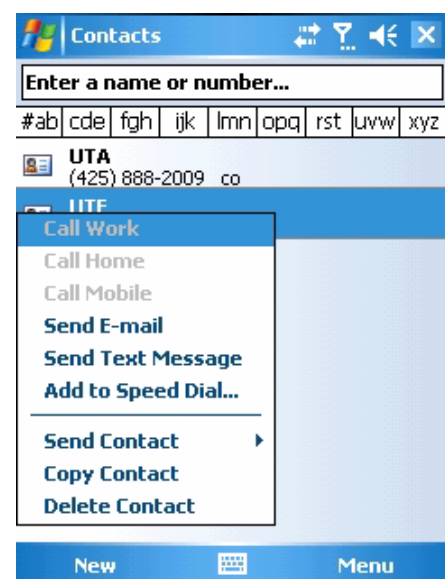 Contacts
Enter a name or number...
#ab cde fgh ijk lmn opq rst uvw xyz
UTA
(425) 888-2009 co
Call Work
Call Home
Call Mobile
Send E-mail
Send Text Message
Add to Speed Dial...
Send Contact
Copy Contact
Delete Contact
New Menu